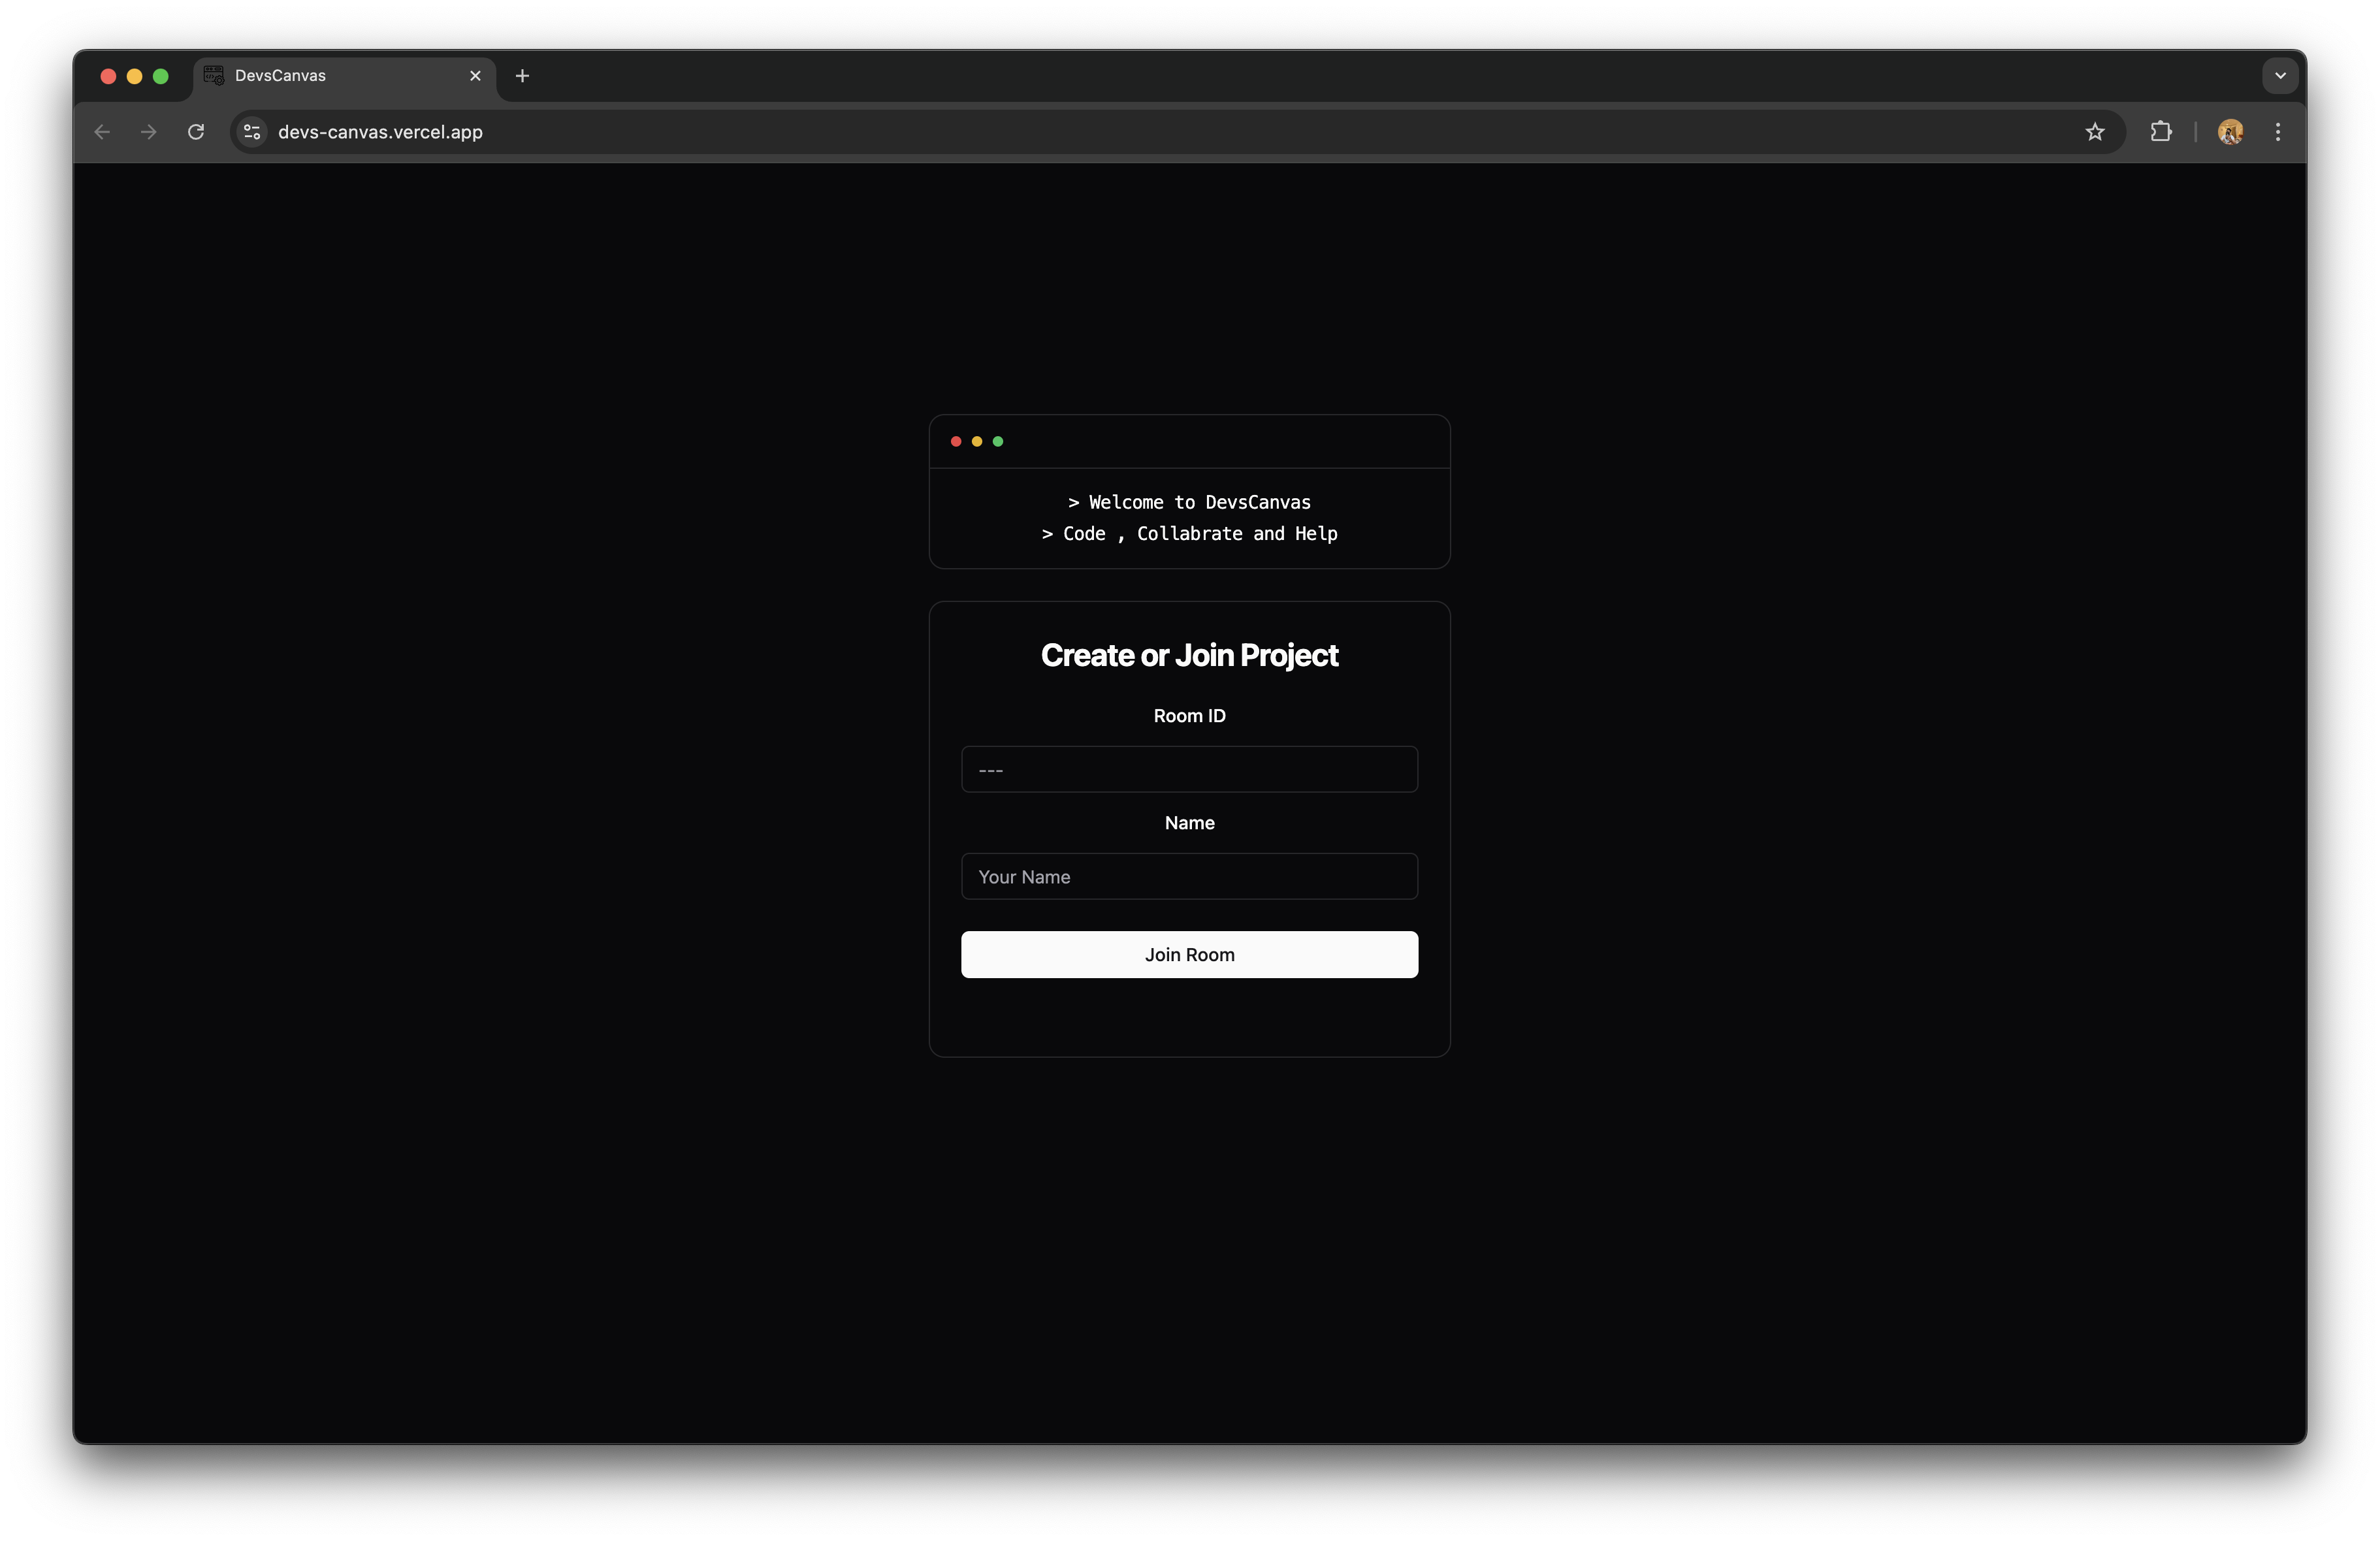 DevsCanvas
devs-canvas.vercel.app
> Welcome to DevsCanvas
> Code , Collabrate and Help
Create or Join Project
Room ID
---
Name
Your Name
Join Room